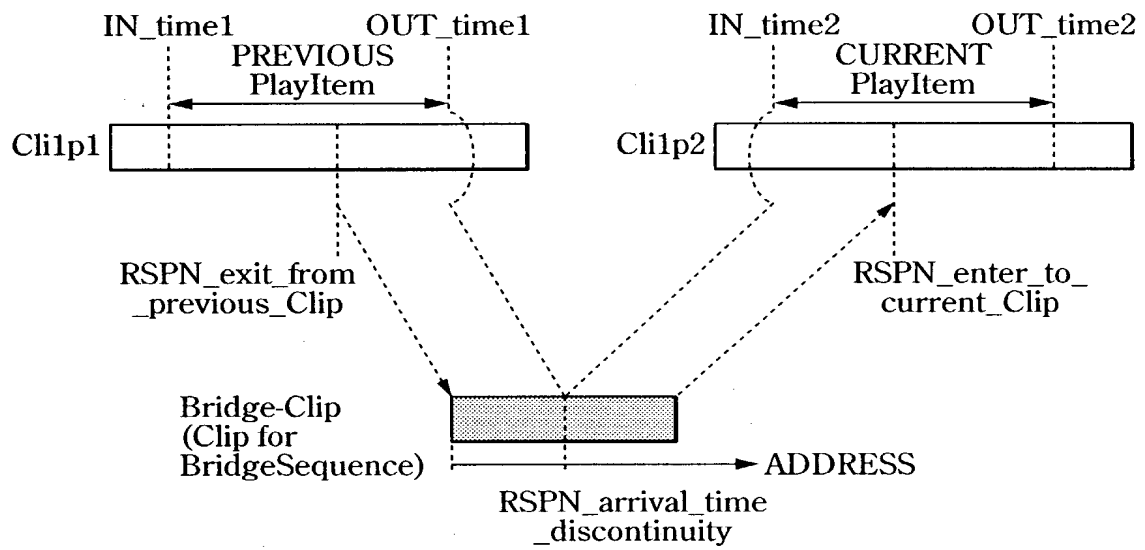 IN_time1
OUT_time1
PREVIOUS
PlayItem
Cli1p1
RSPN_exit_from
_previous_Clip
IN_time2
OUT_time2
CURRENT
PlayItem
Cli1p2
RSPN_enter_to_
current_Clip
Bridge-Clip
(Clip for
BridgeSequence)
ADDRESS
RSPN_arrival_time
_discontinuity